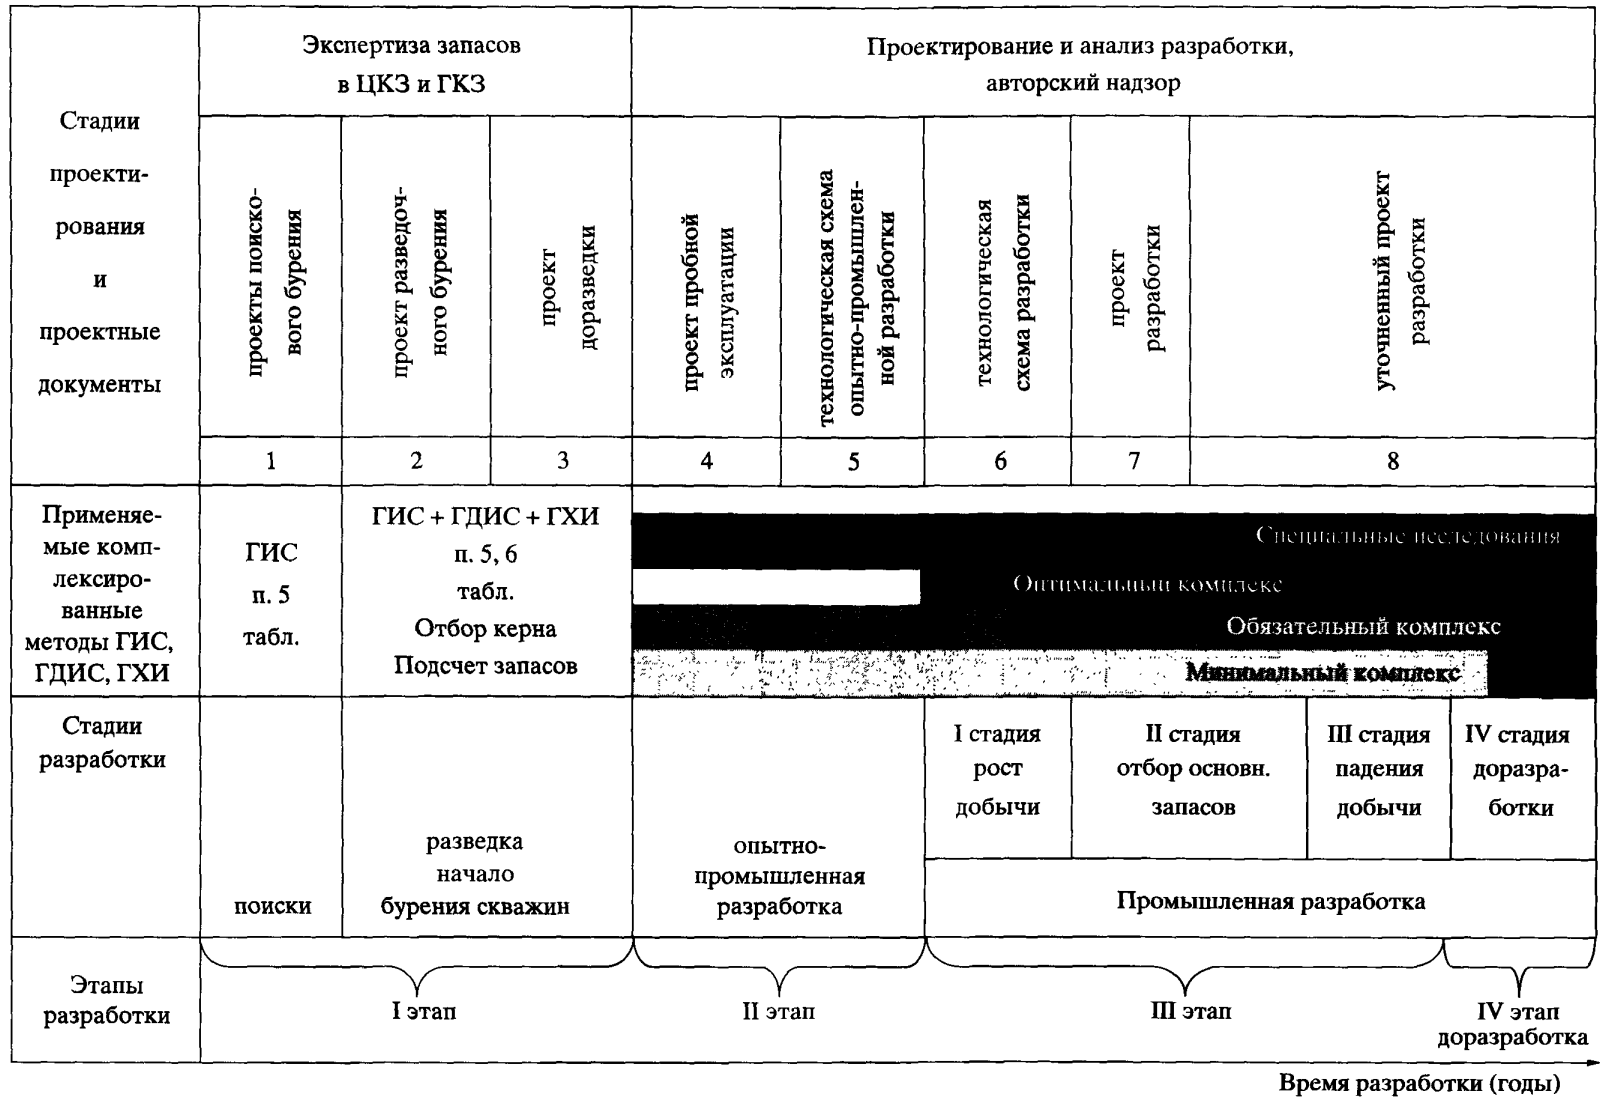 Стадии
проекти-
рования
и
проектные
документы
Экспертиза запасов
в ЦКЗ и ГКЗ
Проектирование и анализ разработки,
авторский надзор
проекты поиско-
вого бурения
проект разведоч-
ного бурения
проект
доразведки
проект пробной
эксплуатации
технологическая схема
опытно-промышлен-
ной разработки
технологическая
схема разработки
проект
разработки
уточненный проект
разработки
1
2
3
4
5
6
7
8
Применяе-
мые комп-
лексиро-
ванные
методы ГИС,
ГДИС, ГХИ
ГИС
п. 5
табл.
ГИС + ГДИС + ГХИ
п. 5, 6
табл.
Отбор керна
Подсчет запасов
Специальные исследования
Оптимальный комплекс
Обязательный комплекс
Минимальный комплекс
Стадии
разработки
поиски
разведка
начало
бурения скважин
опытно-
промышленная
разработка
I стадия
рост
добычи
II стадия
отбор основн.
запасов
III стадия
падения
добычи
IV стадия
доразра-
ботки
Промышленная разработка
Этапы
разработки
I этап
II этап
III этап
IV этап
доразработка
Время разработки (годы)